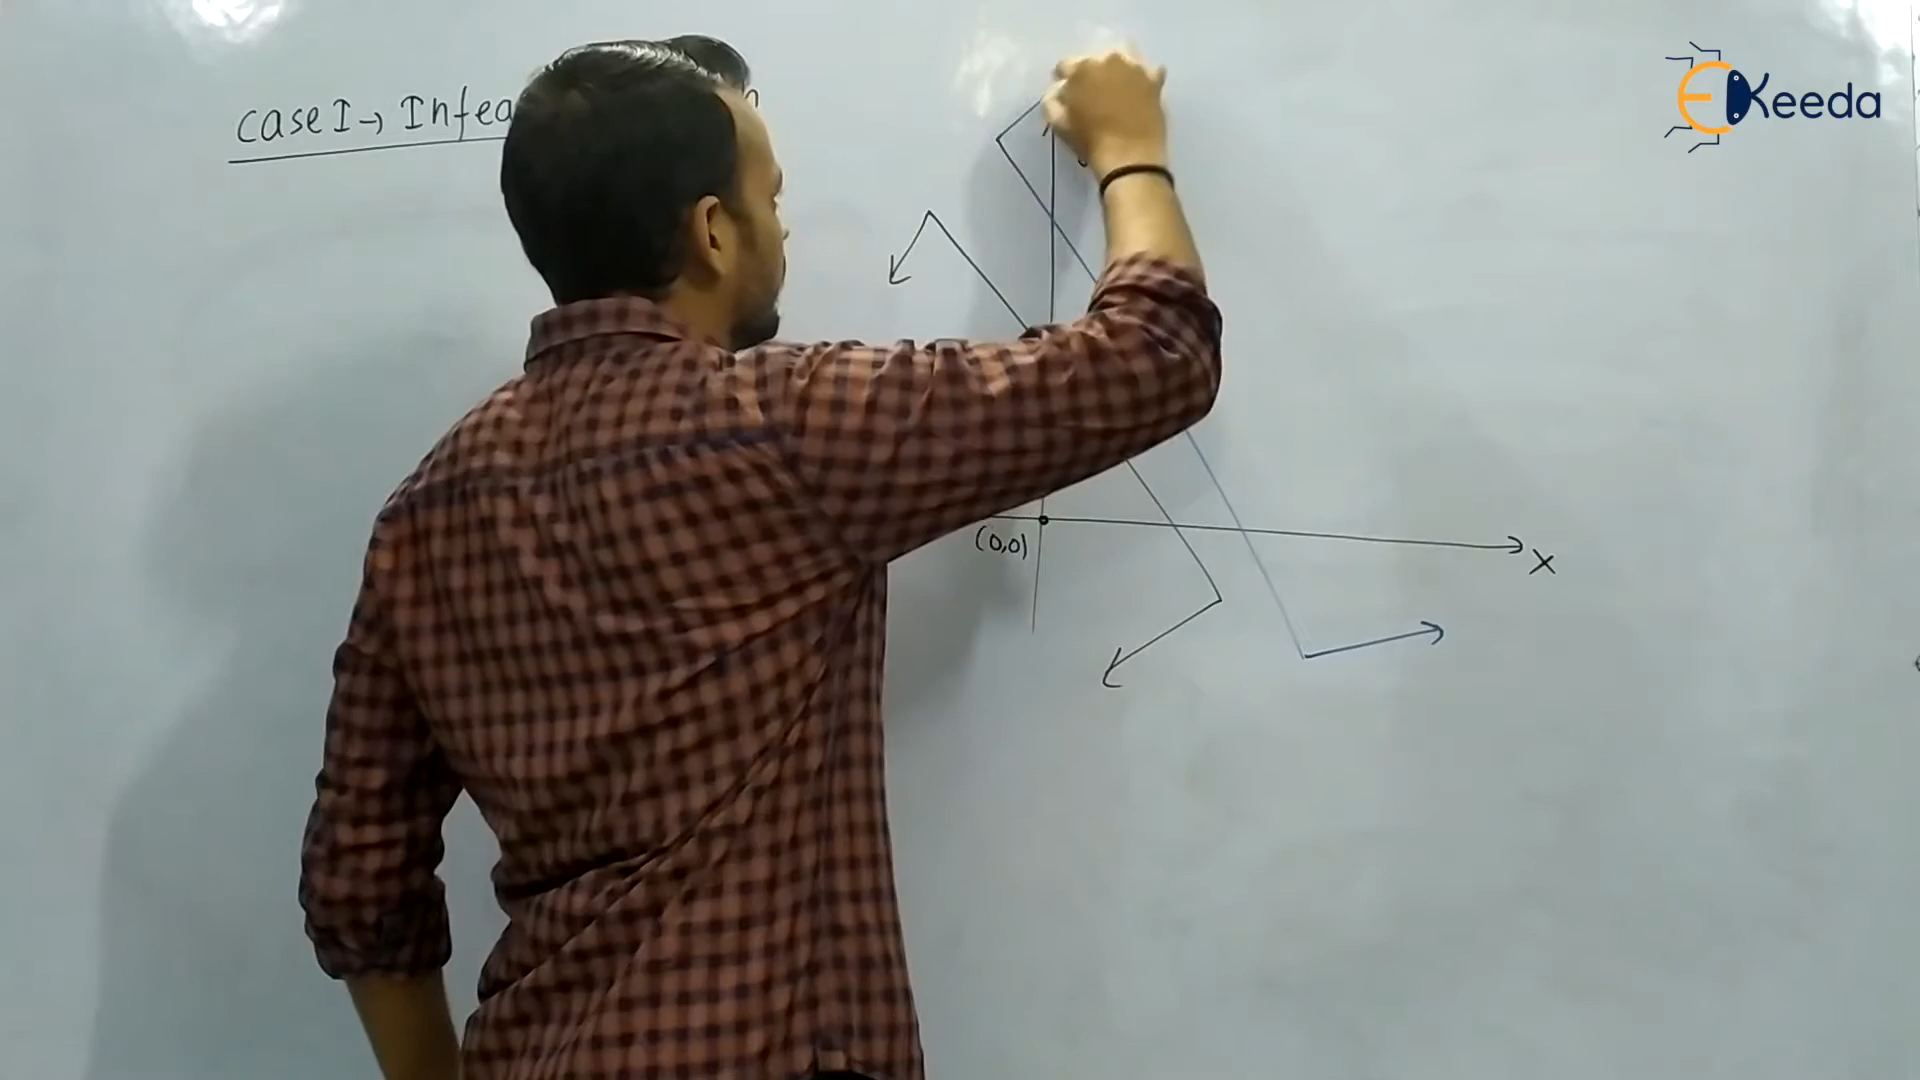 case I → Infea
EKeeda
(0,0)
X